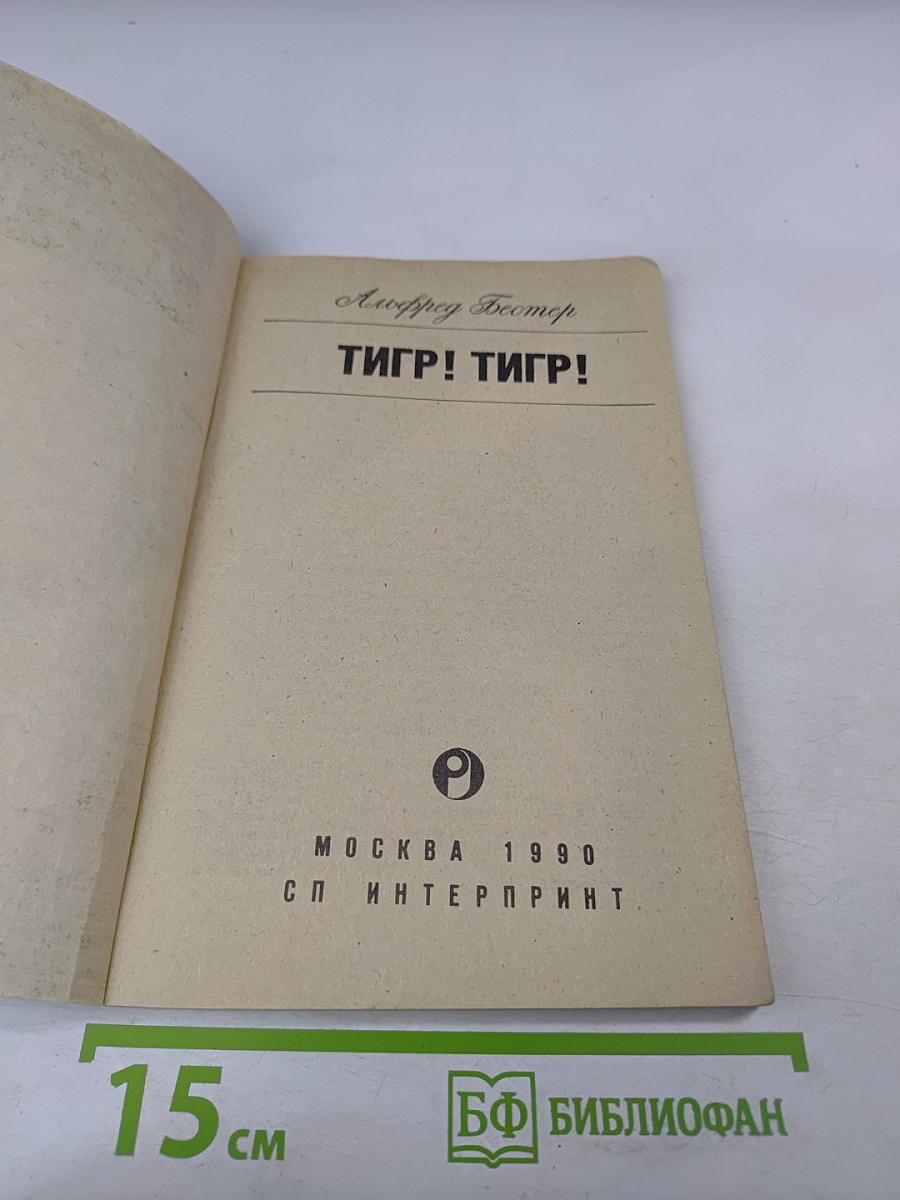 Альфред Бестер
ТИГР! ТИГР!
МОСКВА 1990
СП ИНТЕРПРИНТ
15 см
БФ БИБЛИОФАН